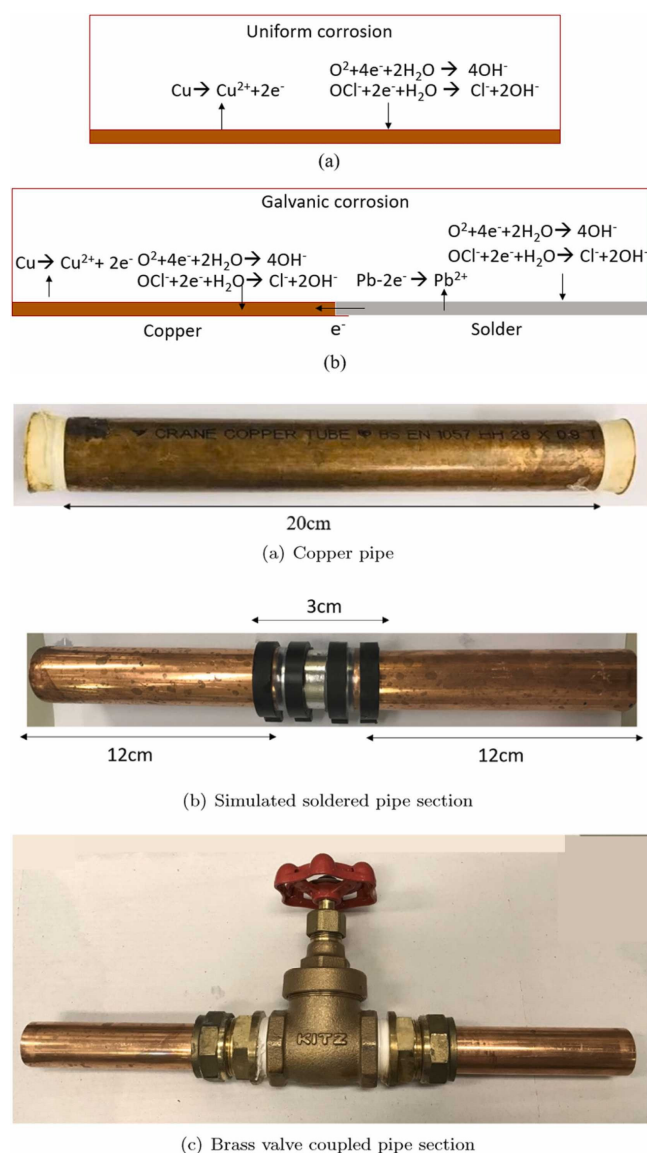 Uniform corrosion
O²+4e⁻+2H₂O → 4OH⁻
Cu→ Cu²⁺+2e⁻ OCl⁻+2e⁻+H₂O → Cl⁻+2OH⁻
(a)
Galvanic corrosion
O²+4e⁻+2H₂O→ 4OH⁻
Cu→ Cu²⁺+ 2e⁻ O²+4e⁻+2H₂O→ 4OH⁻
OCl⁻+2e⁻+H₂O→ Cl⁻+2OH⁻
OCl⁻+2e⁻+H₂O→ Cl⁻+2OH⁻ Pb-2e⁻ → Pb²⁺
Copper e⁻ Solder
(b)
CRANE COPPER TUBE BS EN 1057 HH 28 X 0.9 T
20cm
(a) Copper pipe
3cm
12cm 12cm
(b) Simulated soldered pipe section
KITZ
(c) Brass valve coupled pipe section